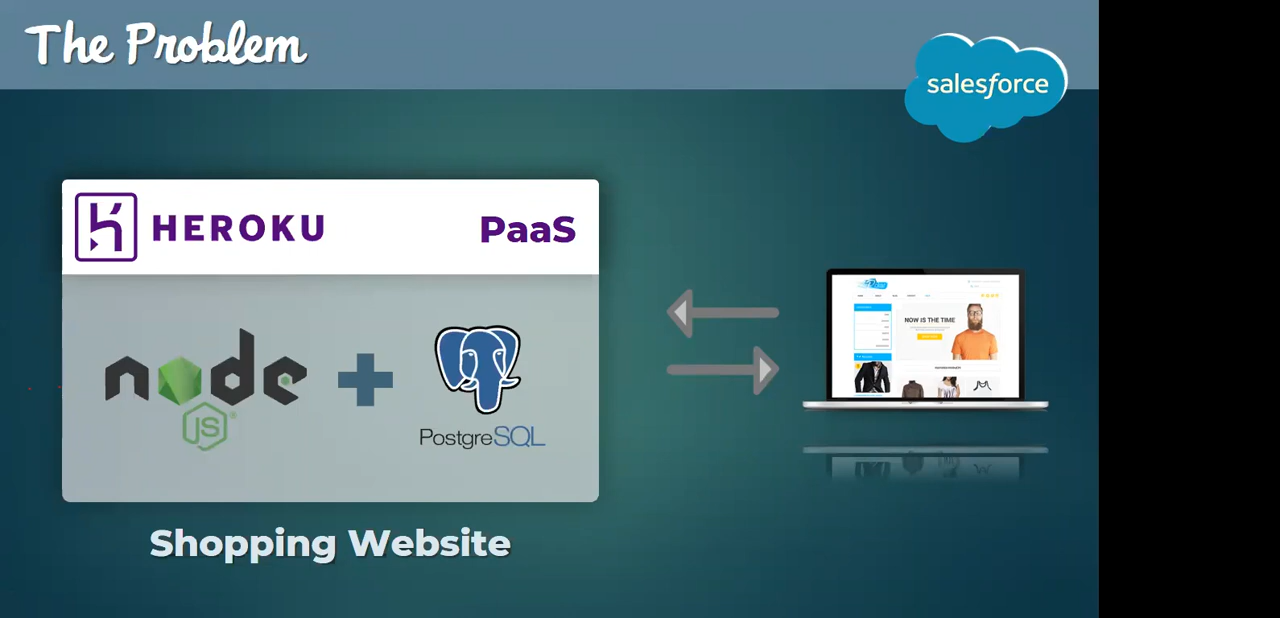 The Problem
salesforce
HEROKU
PaaS
node
JS
PostgreSQL
NOW IS THE TIME
Shopping Website